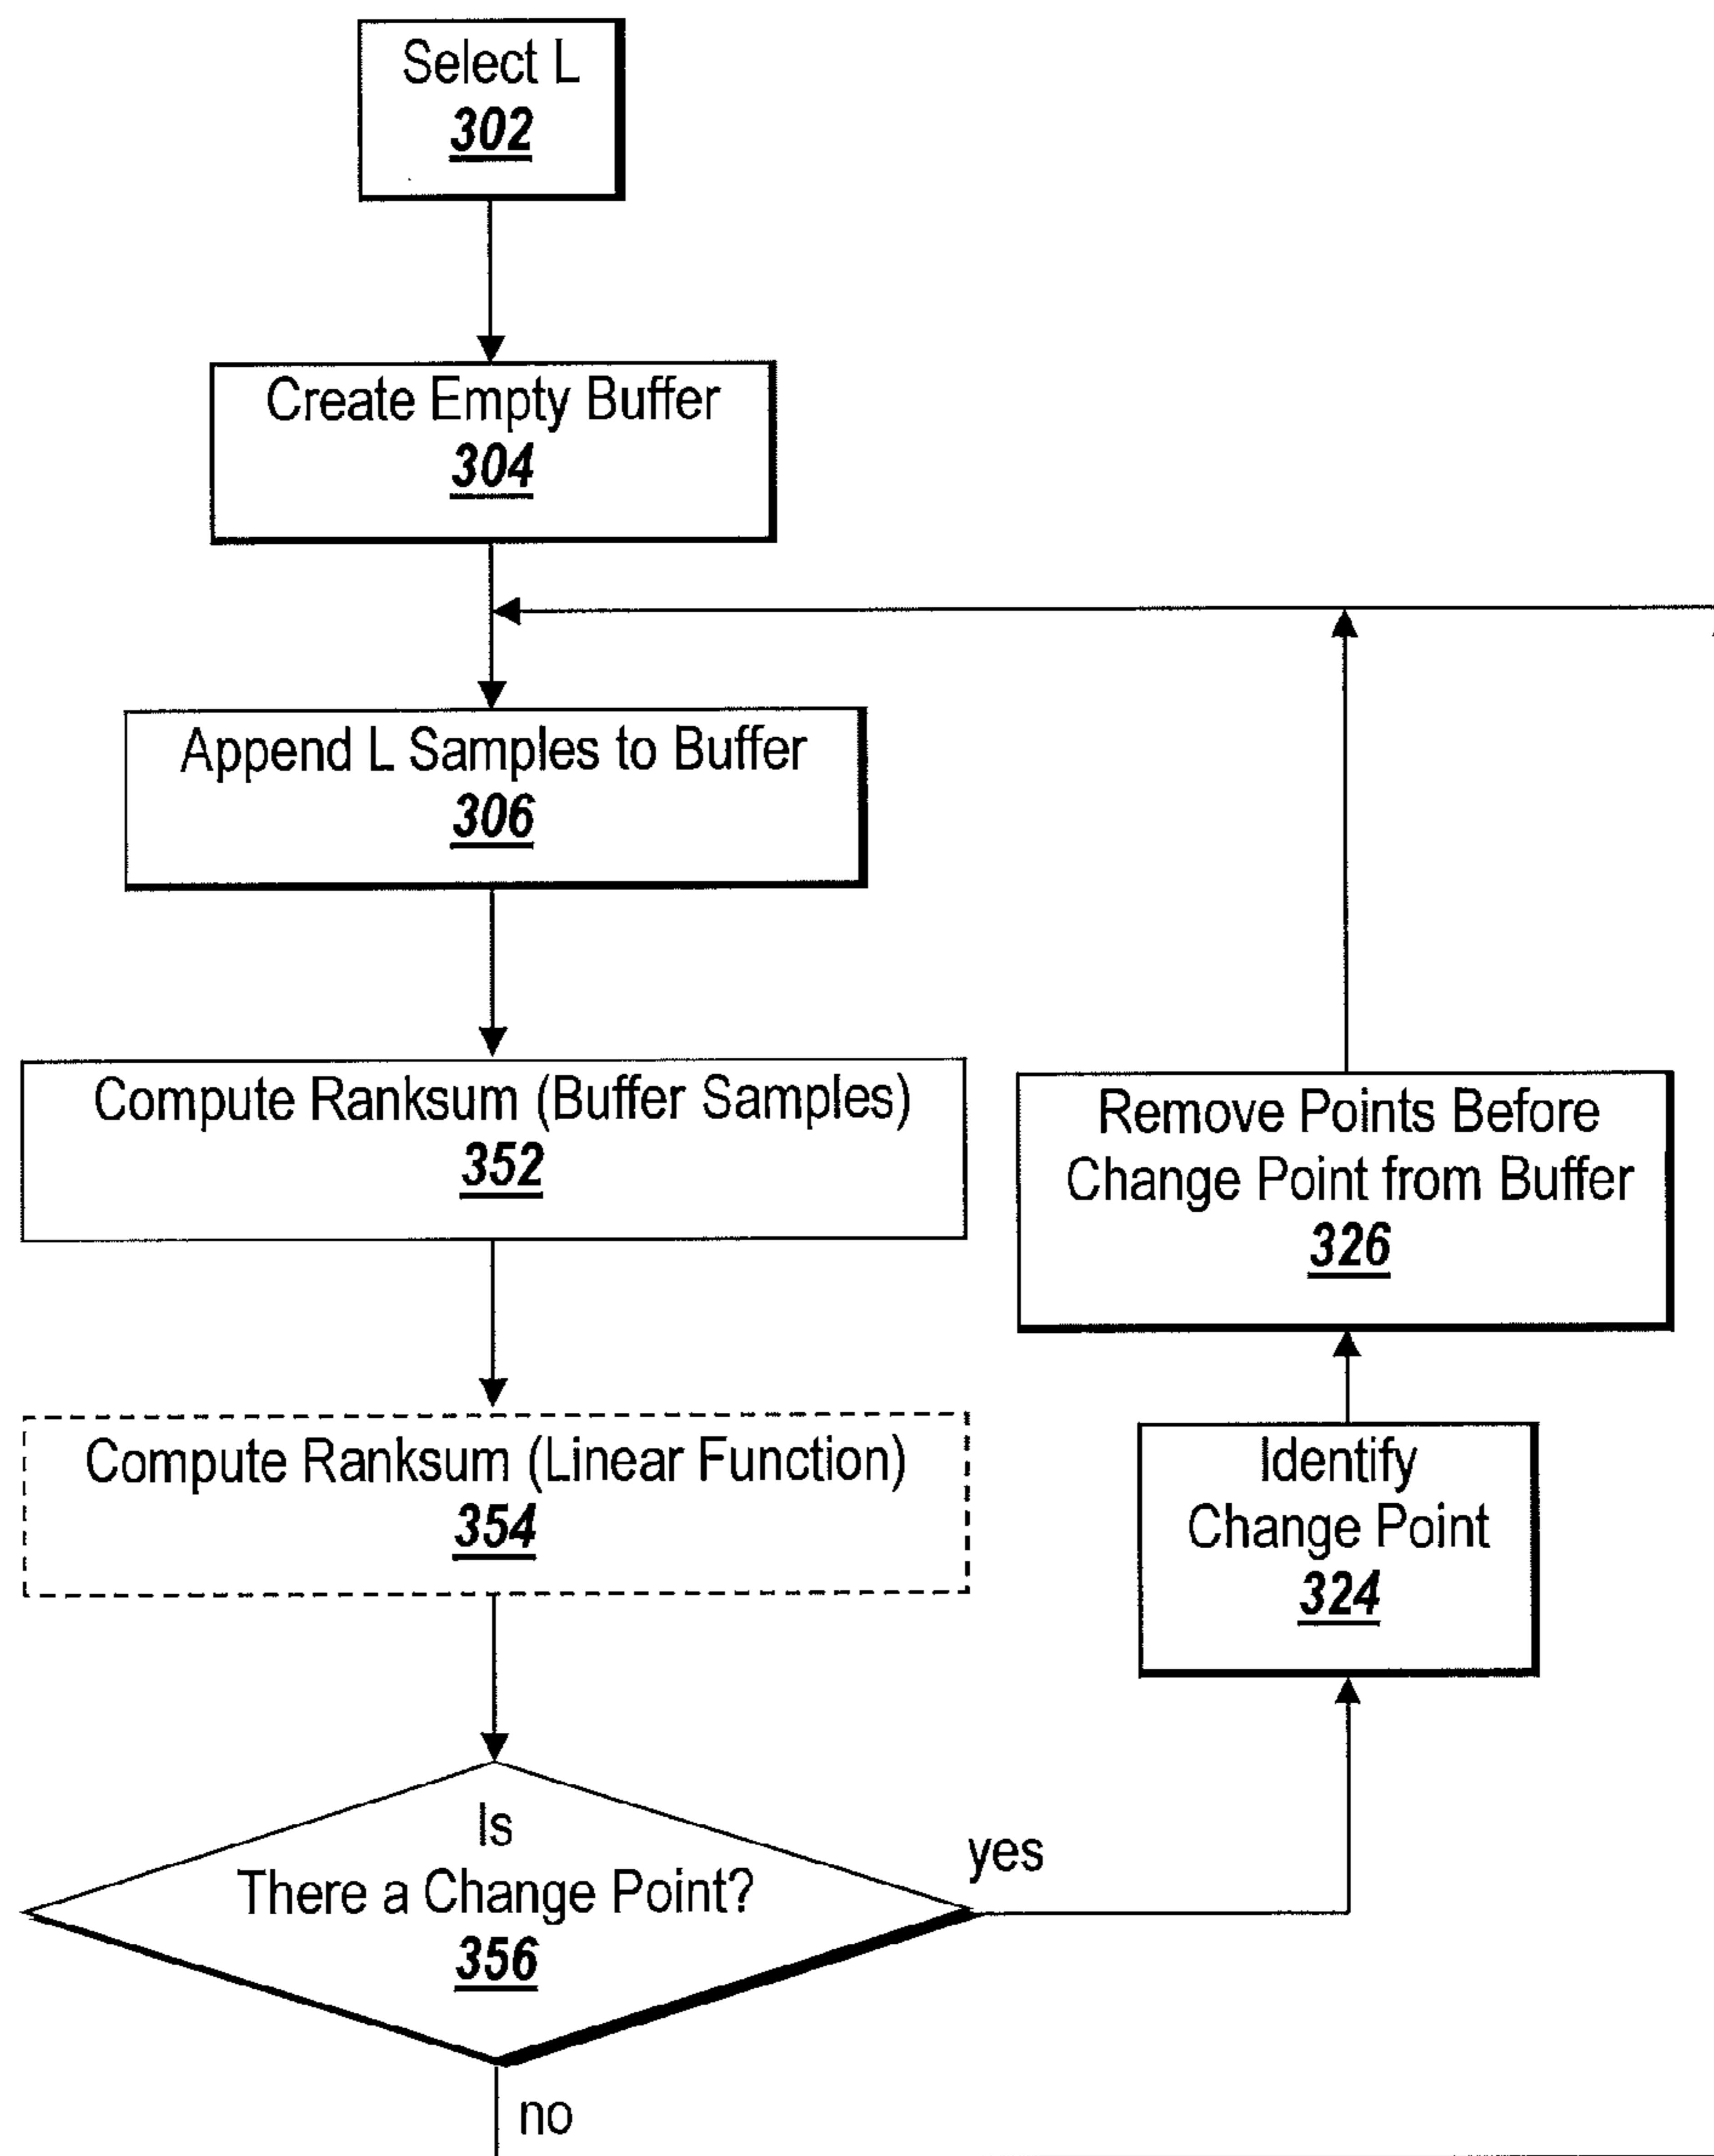 Select L
302
Create Empty Buffer
304
Append L Samples to Buffer
306
Compute Ranksum (Buffer Samples)
352
Remove Points Before
Change Point from Buffer
326
Compute Ranksum (Linear Function)
354
Identify
Change Point
324
Is
There a Change Point?
356
yes
no